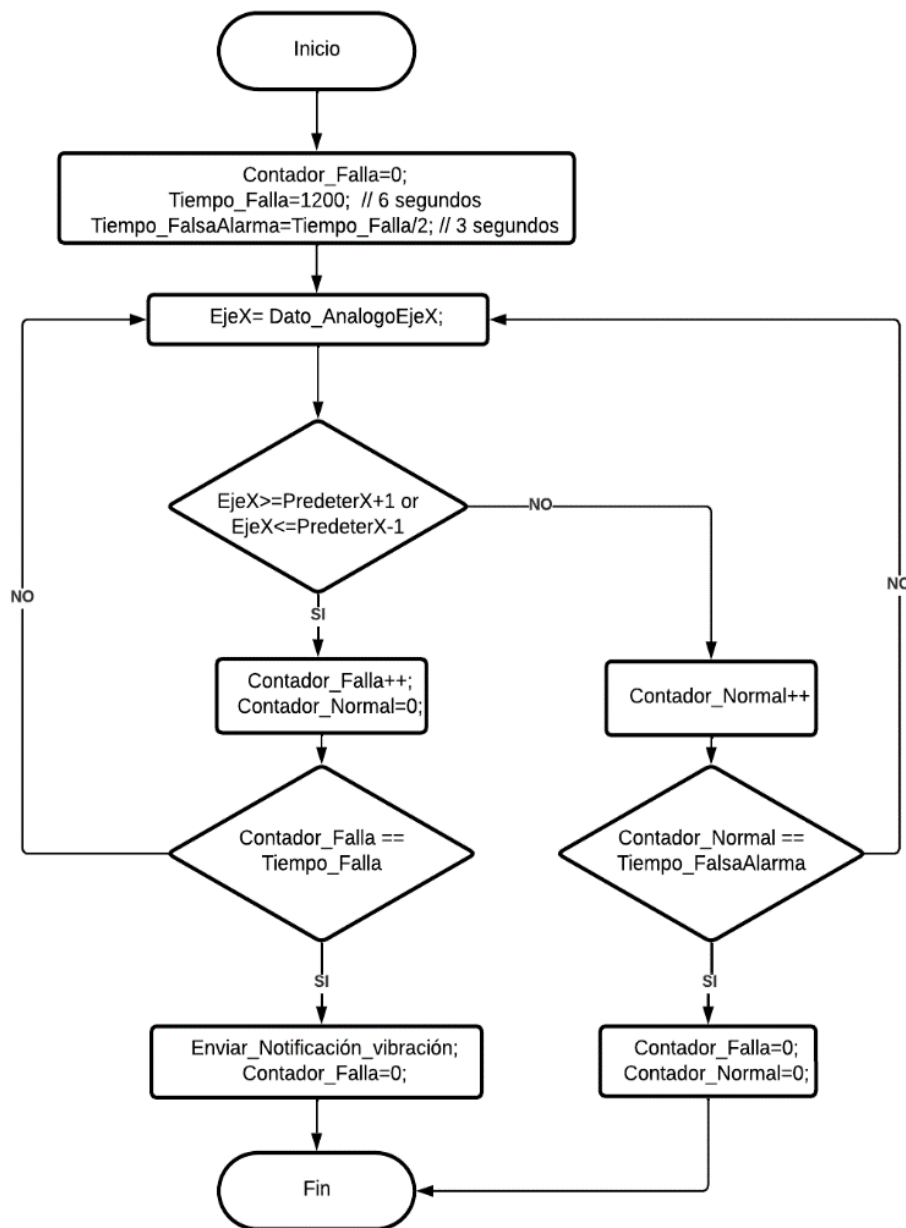 Inicio
Contador_Falla=0;
Tiempo_Falla=1200; // 6 segundos
Tiempo_FalsaAlarma=Tiempo_Falla/2; // 3 segundos
EjeX= Dato_AnalogoEjeX;
EjeX>=PredeterX+1 or
EjeX<=PredeterX-1
NO
NO
NO
SI
Contador_Falla++;
Contador_Normal=0;
Contador_Normal++
Contador_Falla ==
Tiempo_Falla
Contador_Normal ==
Tiempo_FalsaAlarma
SI
SI
Enviar_Notificación_vibración;
Contador_Falla=0;
Contador_Falla=0;
Contador_Normal=0;
Fin